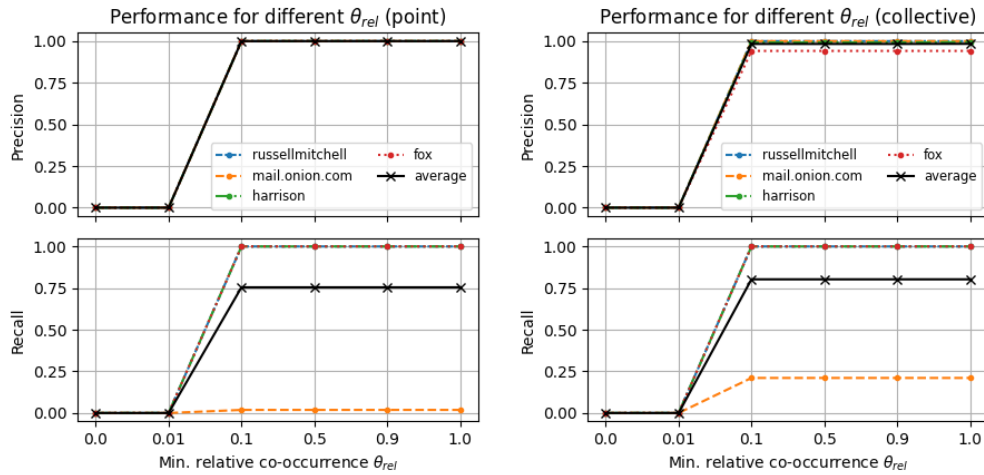 Performance for different θrel (point)
Precision
1.00
0.75
0.50
0.25
0.00
russellmitchell
mail.onion.com
harrison
fox
average
Recall
1.00
0.75
0.50
0.25
0.00
0.0 0.01 0.1 0.5 0.9 1.0
Min. relative co-occurrence θrel
Performance for different θrel (collective)
Precision
1.00
0.75
0.50
0.25
0.00
russellmitchell
mail.onion.com
harrison
fox
average
Recall
1.00
0.75
0.50
0.25
0.00
0.0 0.01 0.1 0.5 0.9 1.0
Min. relative co-occurrence θrel